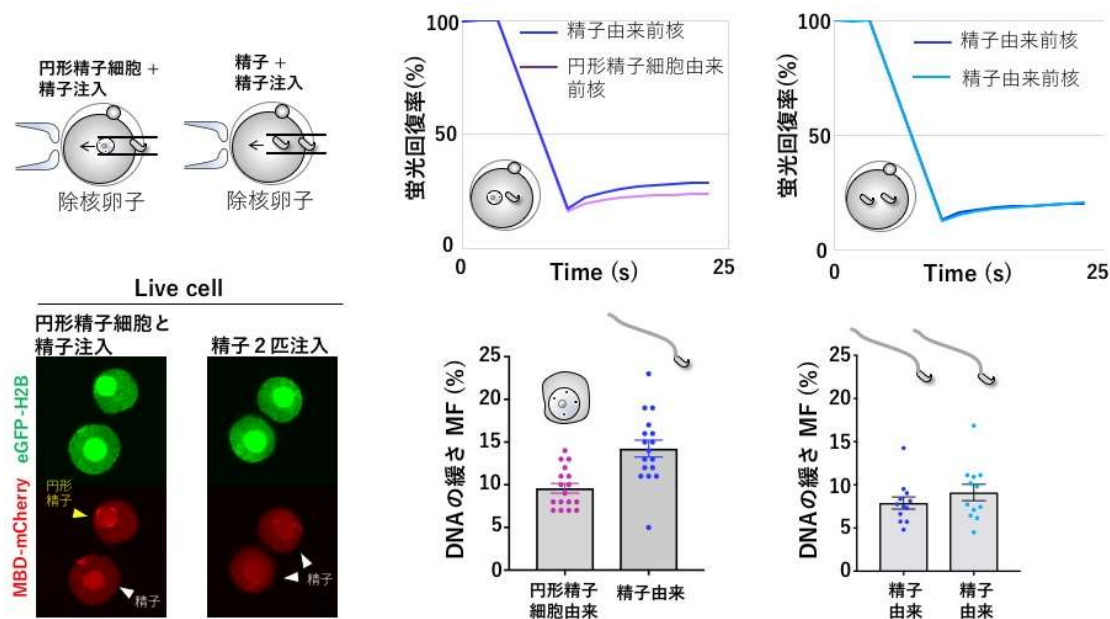 円形精子細胞 +
精子注入
精子 +
精子注入
除核卵子
除核卵子
Live cell
円形精子細胞と
精子注入
精子２匹注入
MBD-mCherry eGFP-H2B
円形
精子
精子
精子
蛍光回復率(%)
100
50
0
0
Time (s)
25
精子由来前核
円形精子細胞由来
前核
蛍光回復率(%)
100
50
0
0
Time (s)
25
精子由来前核
精子由来前核
DNAの緩さ MF (%)
25
20
15
10
5
0
円形精子
細胞由来
精子由来
DNAの緩さ MF (%)
25
20
15
10
5
0
精子
由来
精子
由来